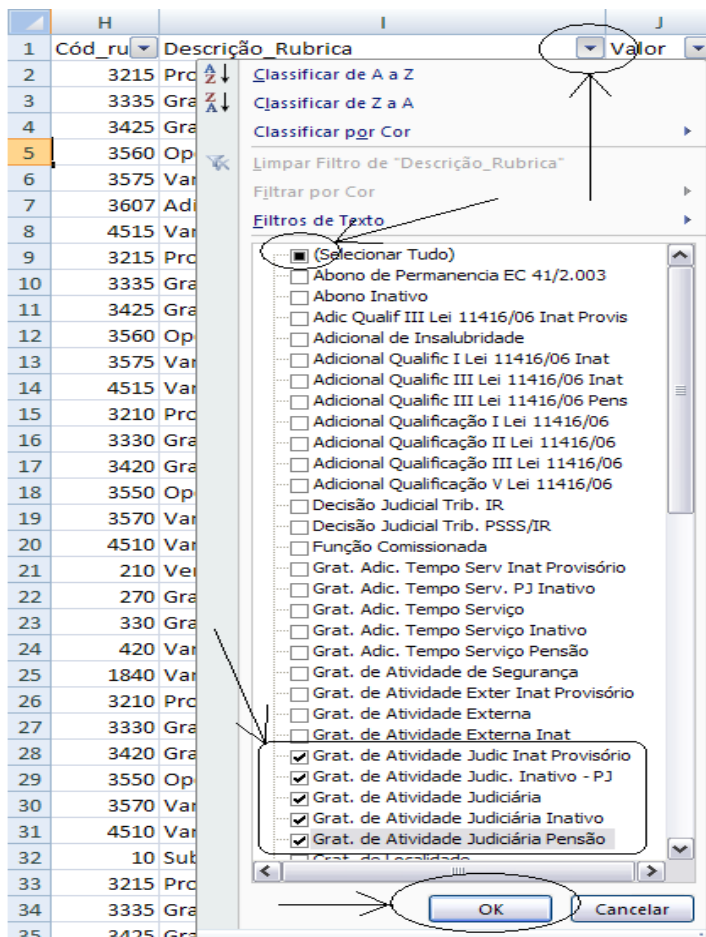 H I J
1 Cód_ru Descrição_Rubrica Valor
2 3215 Pro
3 3335 Gra
4 3425 Gra
5 3560 Op
6 3575 Var
7 3607 Adi
8 4515 Var
9 3215 Pro
10 3335 Gra
11 3425 Gra
12 3560 Op
13 3575 Var
14 4515 Var
15 3210 Pro
16 3330 Gra
17 3420 Gra
18 3550 Op
19 3570 Var
20 4510 Var
21 210 Ver
22 270 Gra
23 330 Gra
24 420 Var
25 1840 Var
26 3210 Pro
27 3330 Gra
28 3420 Gra
29 3550 Op
30 3570 Var
31 4510 Var
32 10 Sub
33 3215 Pro
34 3335 Gra
35 3425 Gra
Classificar de A a Z
Classificar de Z a A
Classificar por Cor
Limpar Filtro de "Descrição_Rubrica"
Filtrar por Cor
Filtros de Texto
(Selecionar Tudo)
Abono de Permanencia EC 41/2.003
Abono Inativo
Adic Qualif III Lei 11416/06 Inat Provis
Adicional de Insalubridade
Adicional Qualific I Lei 11416/06 Inat
Adicional Qualific III Lei 11416/06 Inat
Adicional Qualific III Lei 11416/06 Pens
Adicional Qualificação I Lei 11416/06
Adicional Qualificação II Lei 11416/06
Adicional Qualificação III Lei 11416/06
Adicional Qualificação V Lei 11416/06
Decisão Judicial Trib. IR
Decisão Judicial Trib. PSSS/IR
Função Comissionada
Grat. Adic. Tempo Serv Inat Provisório
Grat. Adic. Tempo Serv. PJ Inativo
Grat. Adic. Tempo Serviço
Grat. Adic. Tempo Serviço Inativo
Grat. Adic. Tempo Serviço Pensão
Grat. de Atividade de Segurança
Grat. de Atividade Exter Inat Provisório
Grat. de Atividade Externa
Grat. de Atividade Externa Inat
Grat. de Atividade Judic Inat Provisório
Grat. de Atividade Judic. Inativo - PJ
Grat. de Atividade Judiciária
Grat. de Atividade Judiciária Inativo
Grat. de Atividade Judiciária Pensão
Grat. de Localidade
OK Cancelar